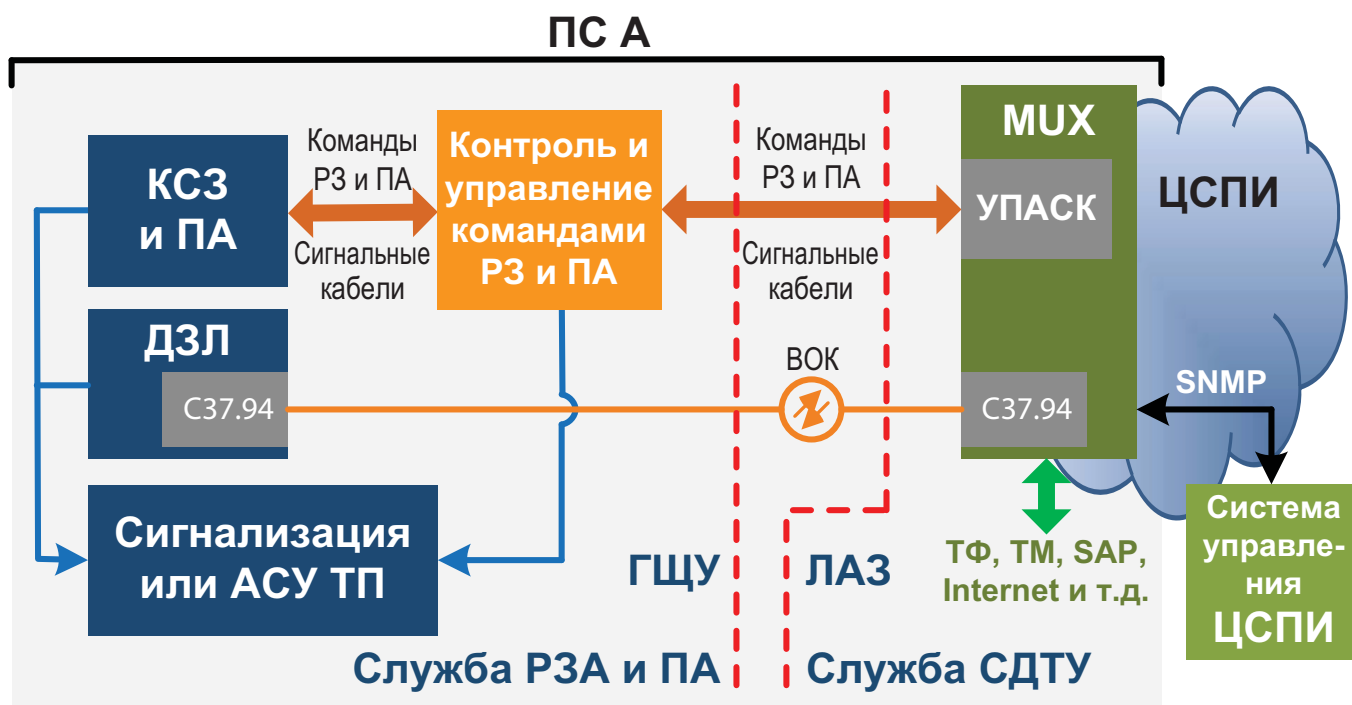 ПС А
КСЗ
и ПА
Команды
РЗ и ПА
Сигнальные
кабели
Контроль и
управление
командами
РЗ и ПА
Команды
РЗ и ПА
Сигнальные
кабели
MUX
УПАСК
ЦСПИ
ДЗЛ
C37.94
ВОК
C37.94
SNMP
Сигнализация
или АСУ ТП
ГЩУ
ЛАЗ
ТФ, ТМ, SAP,
Internet и т.д.
Система
управле-
ния
ЦСПИ
Служба РЗА и ПА
Служба СДТУ